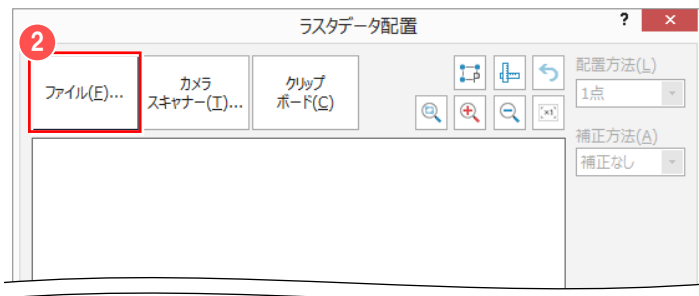 ラスタデータ配置
? ×
2
ファイル(F)...
カメラ
スキャナー(T)...
クリップ
ボード(C)
配置方法(L)
1点
補正方法(A)
補正なし